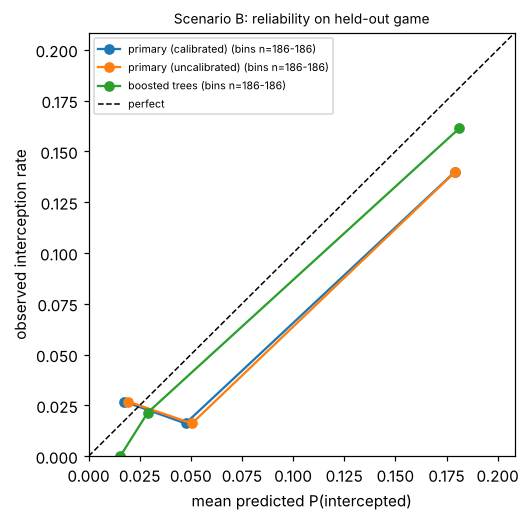 Scenario B: reliability on held-out game
primary (calibrated) (bins n=186-186)
primary (uncalibrated) (bins n=186-186)
boosted trees (bins n=186-186)
perfect
observed interception rate
0.200
0.175
0.150
0.125
0.100
0.075
0.050
0.025
0.000
0.000 0.025 0.050 0.075 0.100 0.125 0.150 0.175 0.200
mean predicted P(intercepted)